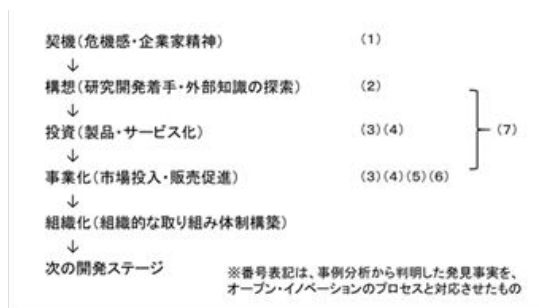 契機(危機感・企業家精神) (1)
↓
構想(研究開発着手・外部知識の探索) (2)
↓
投資(製品・サービス化) (3)(4) (7)
↓
事業化(市場投入・販売促進) (3)(4)(5)(6)
↓
組織化(組織的な取り組み体制構築)
↓
次の開発ステージ
※番号表記は、事例分析から判明した発見事実を、
オープン・イノベーションのプロセスと対応させたもの